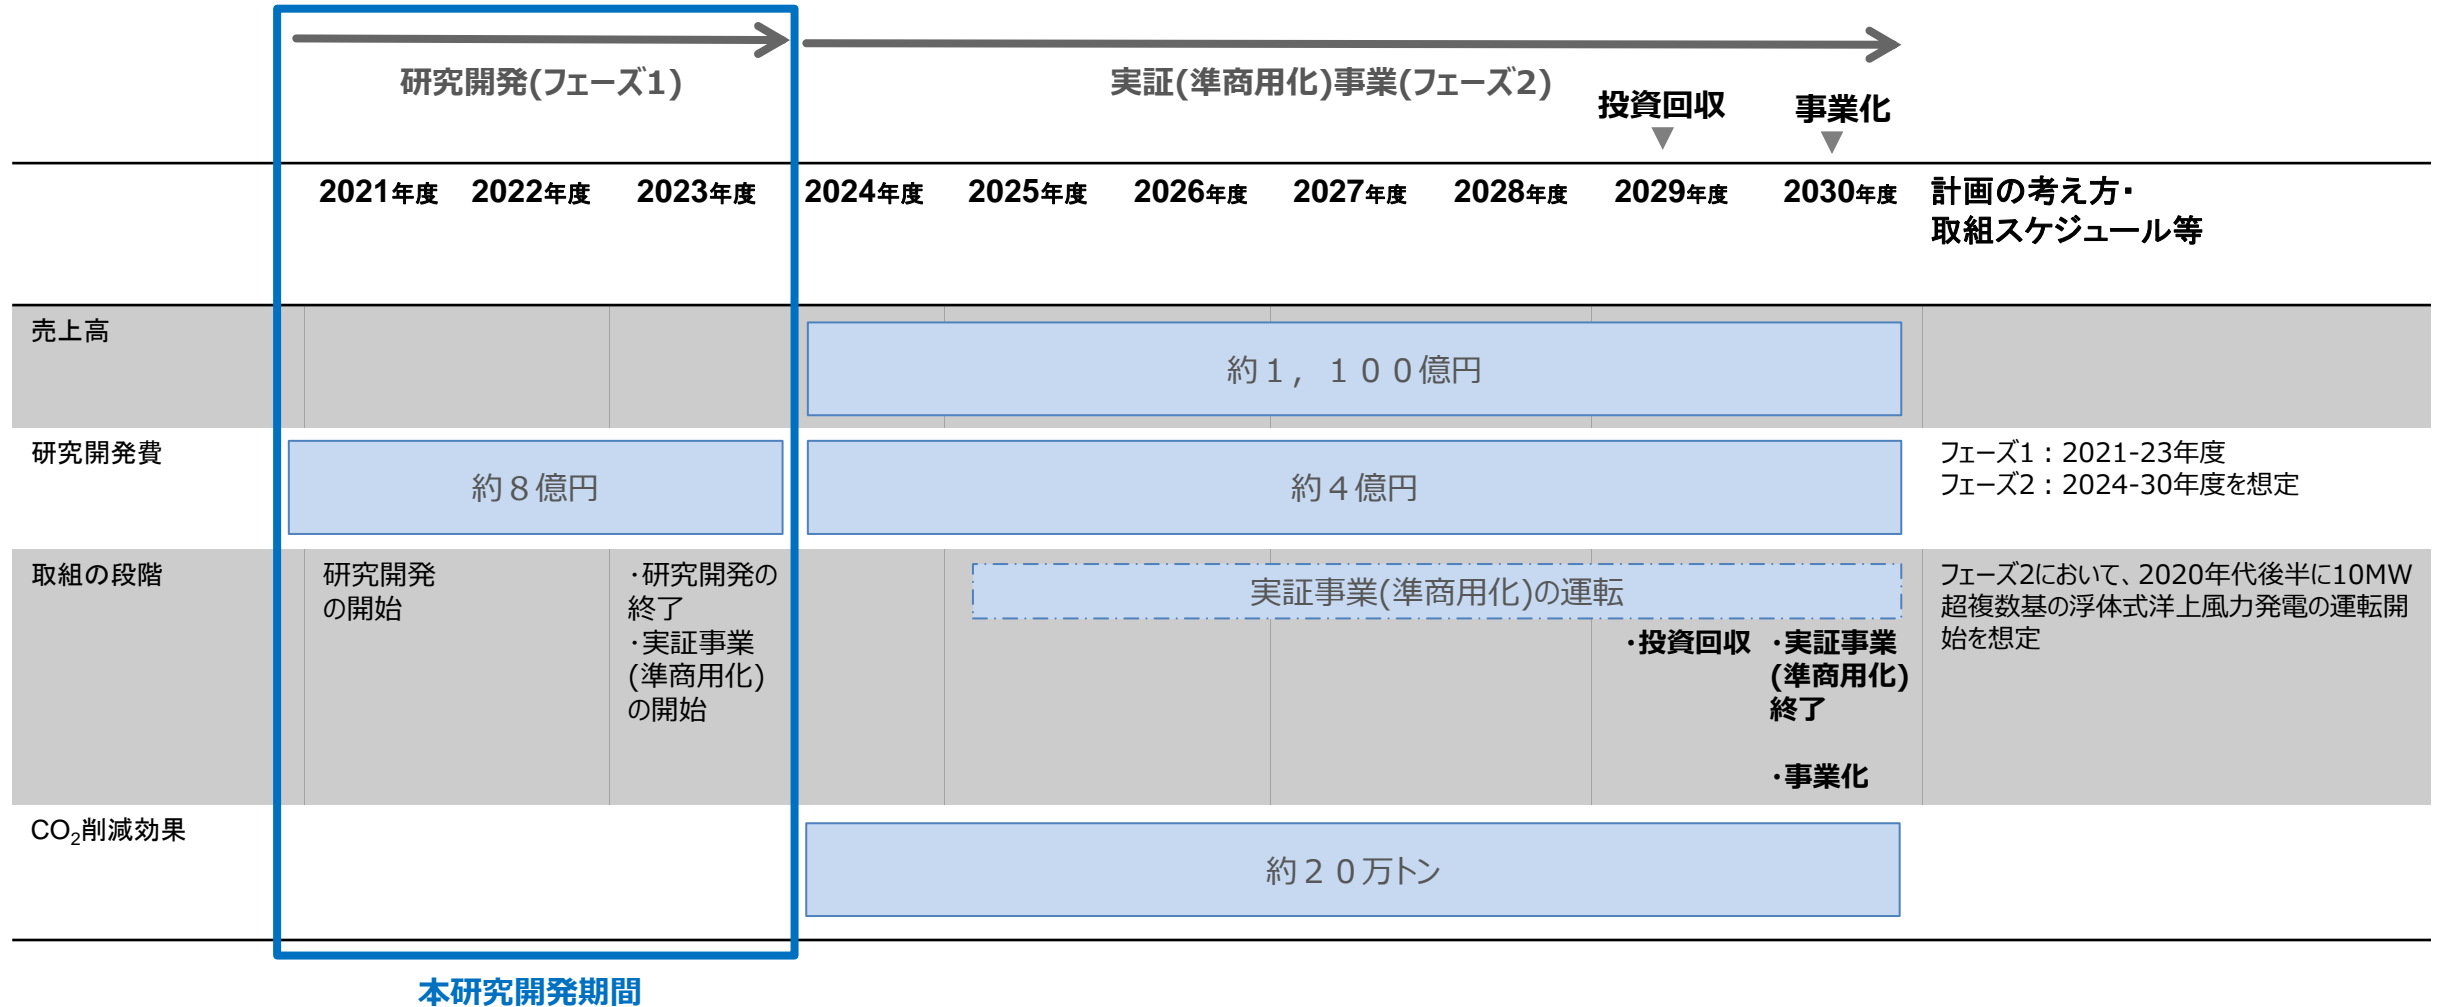 研究開発(フェーズ1)
実証(準商用化)事業(フェーズ2)
投資回収
事業化
▼
▼
2021年度
2022年度
2023年度
2024年度
2025年度
2026年度
2027年度
2028年度
2029年度
2030年度
計画の考え方・
取組スケジュール等
売上高
約1，100億円
研究開発費
約8億円
約4億円
フェーズ1：2021-23年度
フェーズ2：2024-30年度を想定
取組の段階
研究開発
の開始
・研究開発の
終了
・実証事業
(準商用化)
の開始
実証事業(準商用化)の運転
・投資回収
・実証事業
(準商用化)
終了
・事業化
フェーズ2において、2020年代後半に10MW
超複数基の浮体式洋上風力発電の運転開
始を想定
CO₂削減効果
約20万トン
本研究開発期間